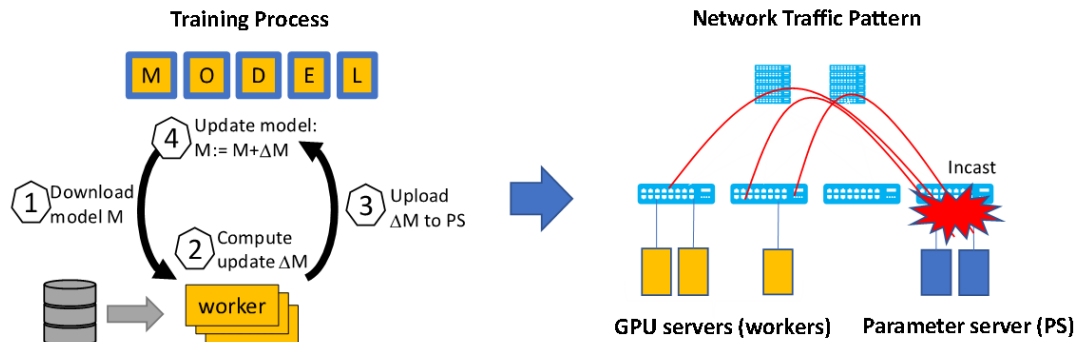 Training Process
M O D E L
4
Update model:
M:= M+ΔM
1
Download
model M
3
Upload
ΔM to PS
2
Compute
update ΔM
worker
Network Traffic Pattern
Incast
GPU servers (workers)
Parameter server (PS)